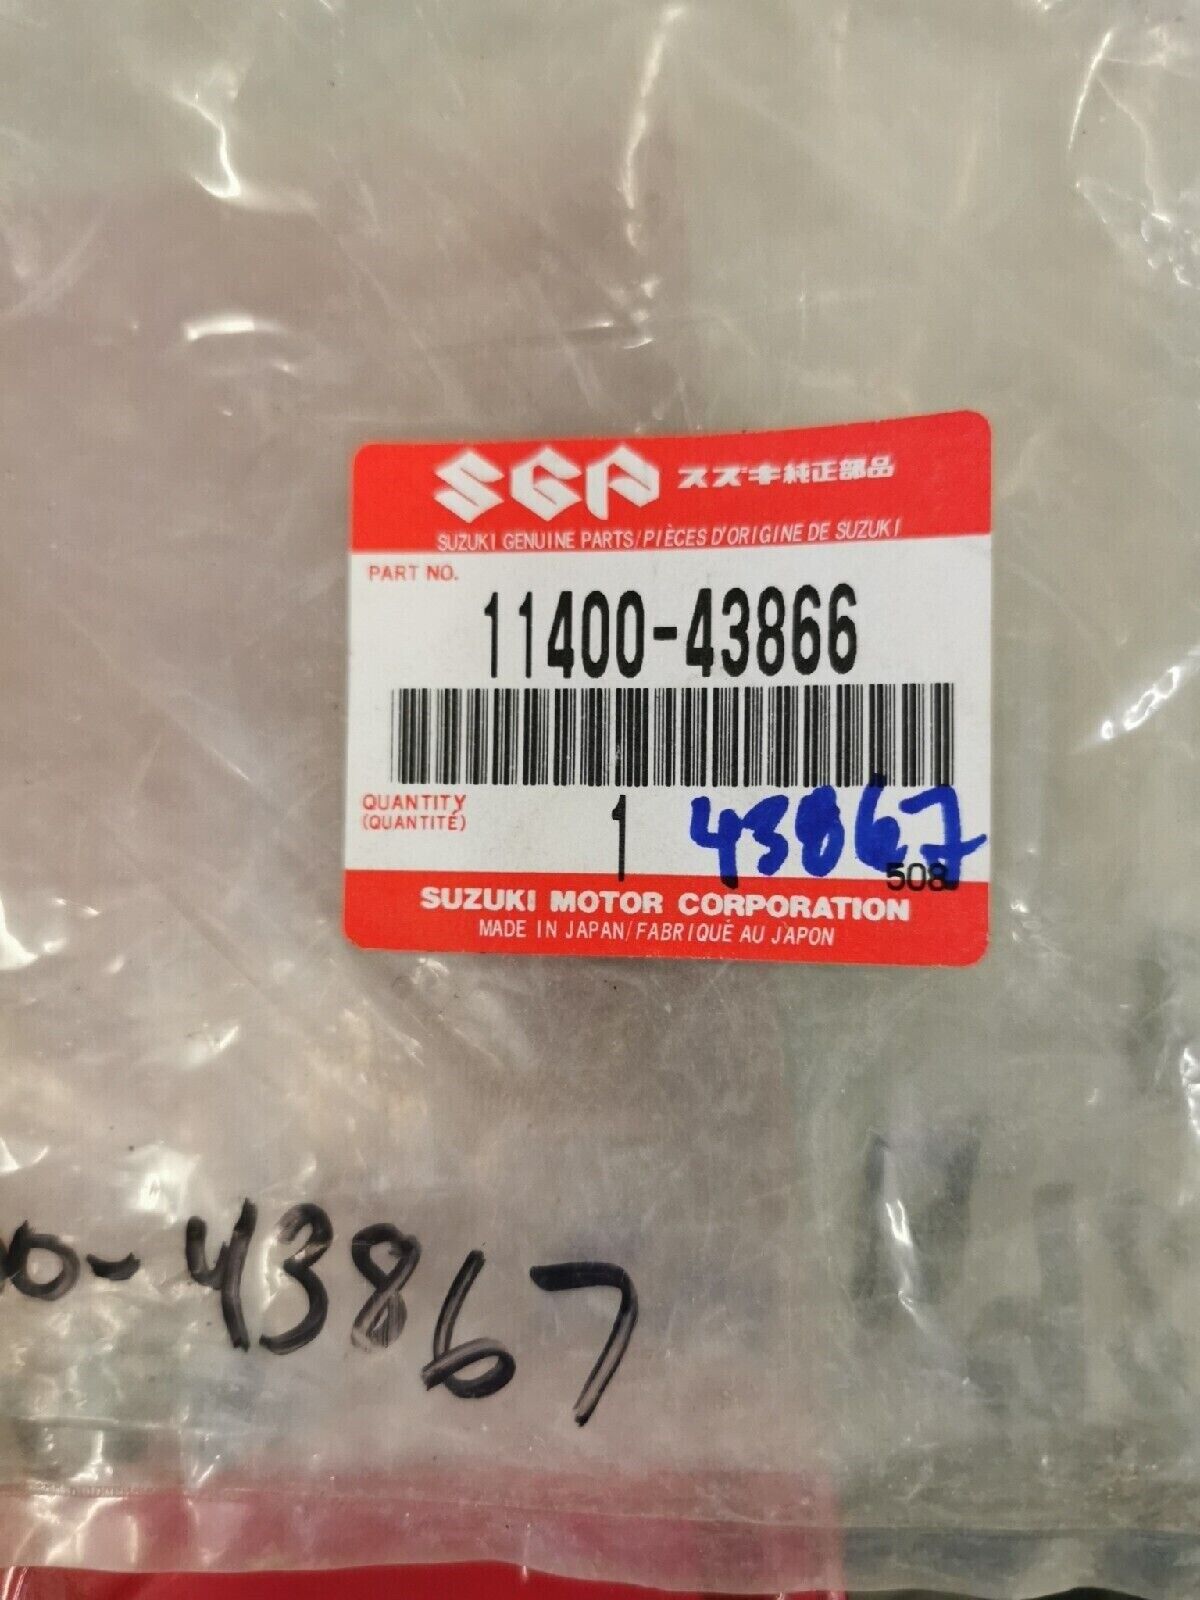 SGP スズキ純正部品
SUZUKI GENUINE PARTS/PIÈCES D'ORIGINE DE SUZUKI
PART NO.
11400-43866
QUANTITY
(QUANTITÉ)
1
43867
508
SUZUKI MOTOR CORPORATION
MADE IN JAPAN/FABRIQUÉ AU JAPON
00-43867